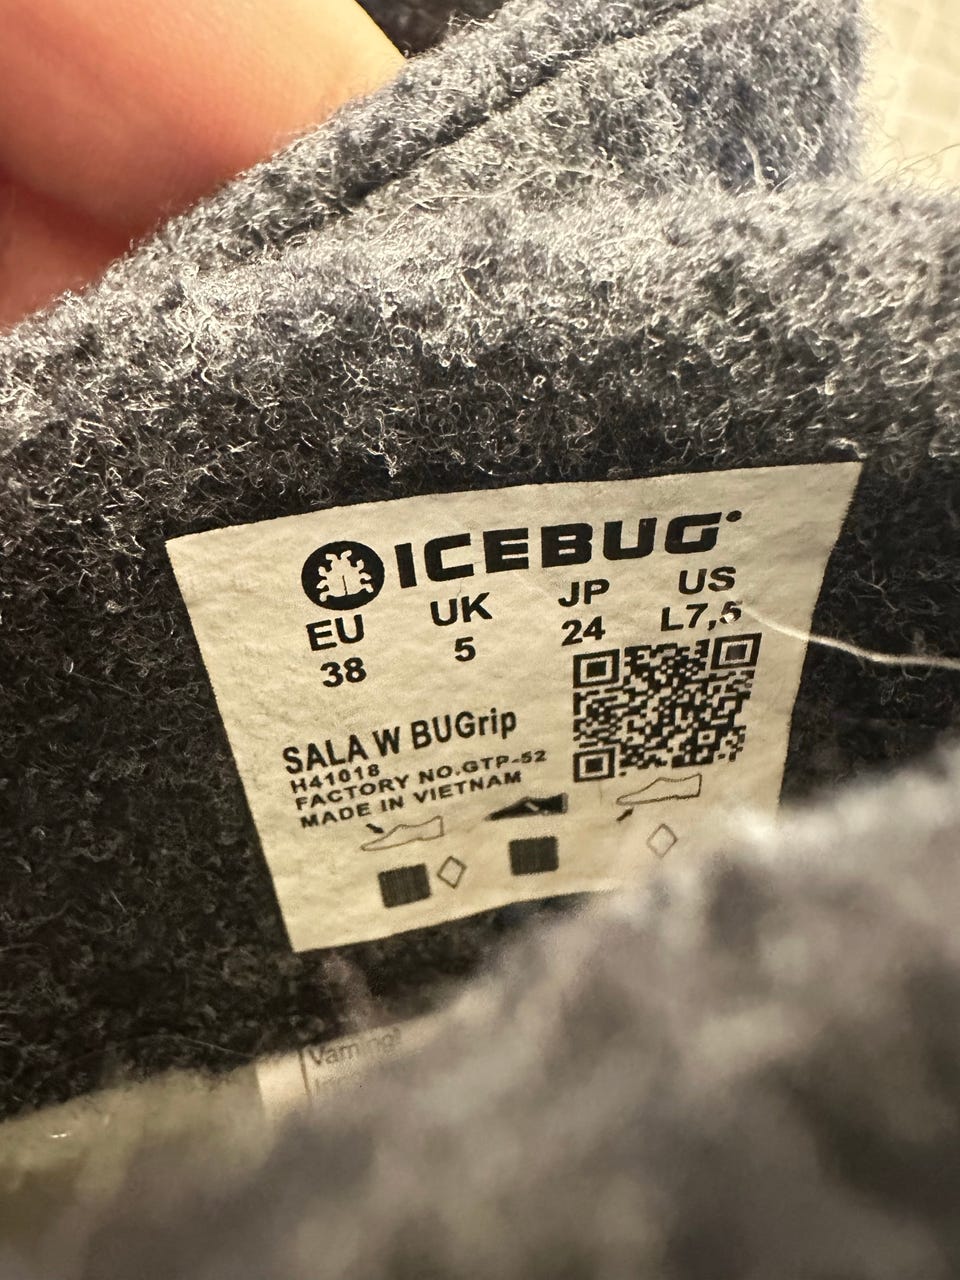 ICEBUG
EU UK JP US
38 5 24 L7,5
SALA W BUGrip
H41018
FACTORY NO.GTP-52
MADE IN VIETNAM
Varning!